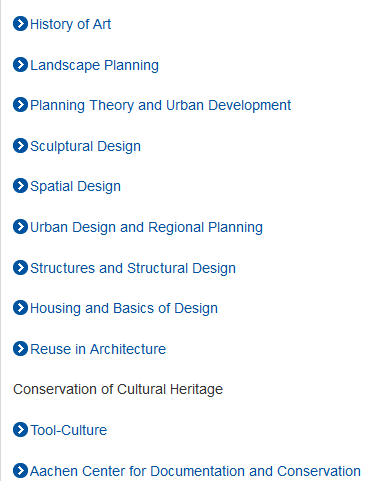 History of Art
Landscape Planning
Planning Theory and Urban Development
Sculptural Design
Spatial Design
Urban Design and Regional Planning
Structures and Structural Design
Housing and Basics of Design
Reuse in Architecture
Conservation of Cultural Heritage
Tool-Culture
Aachen Center for Documentation and Conservation